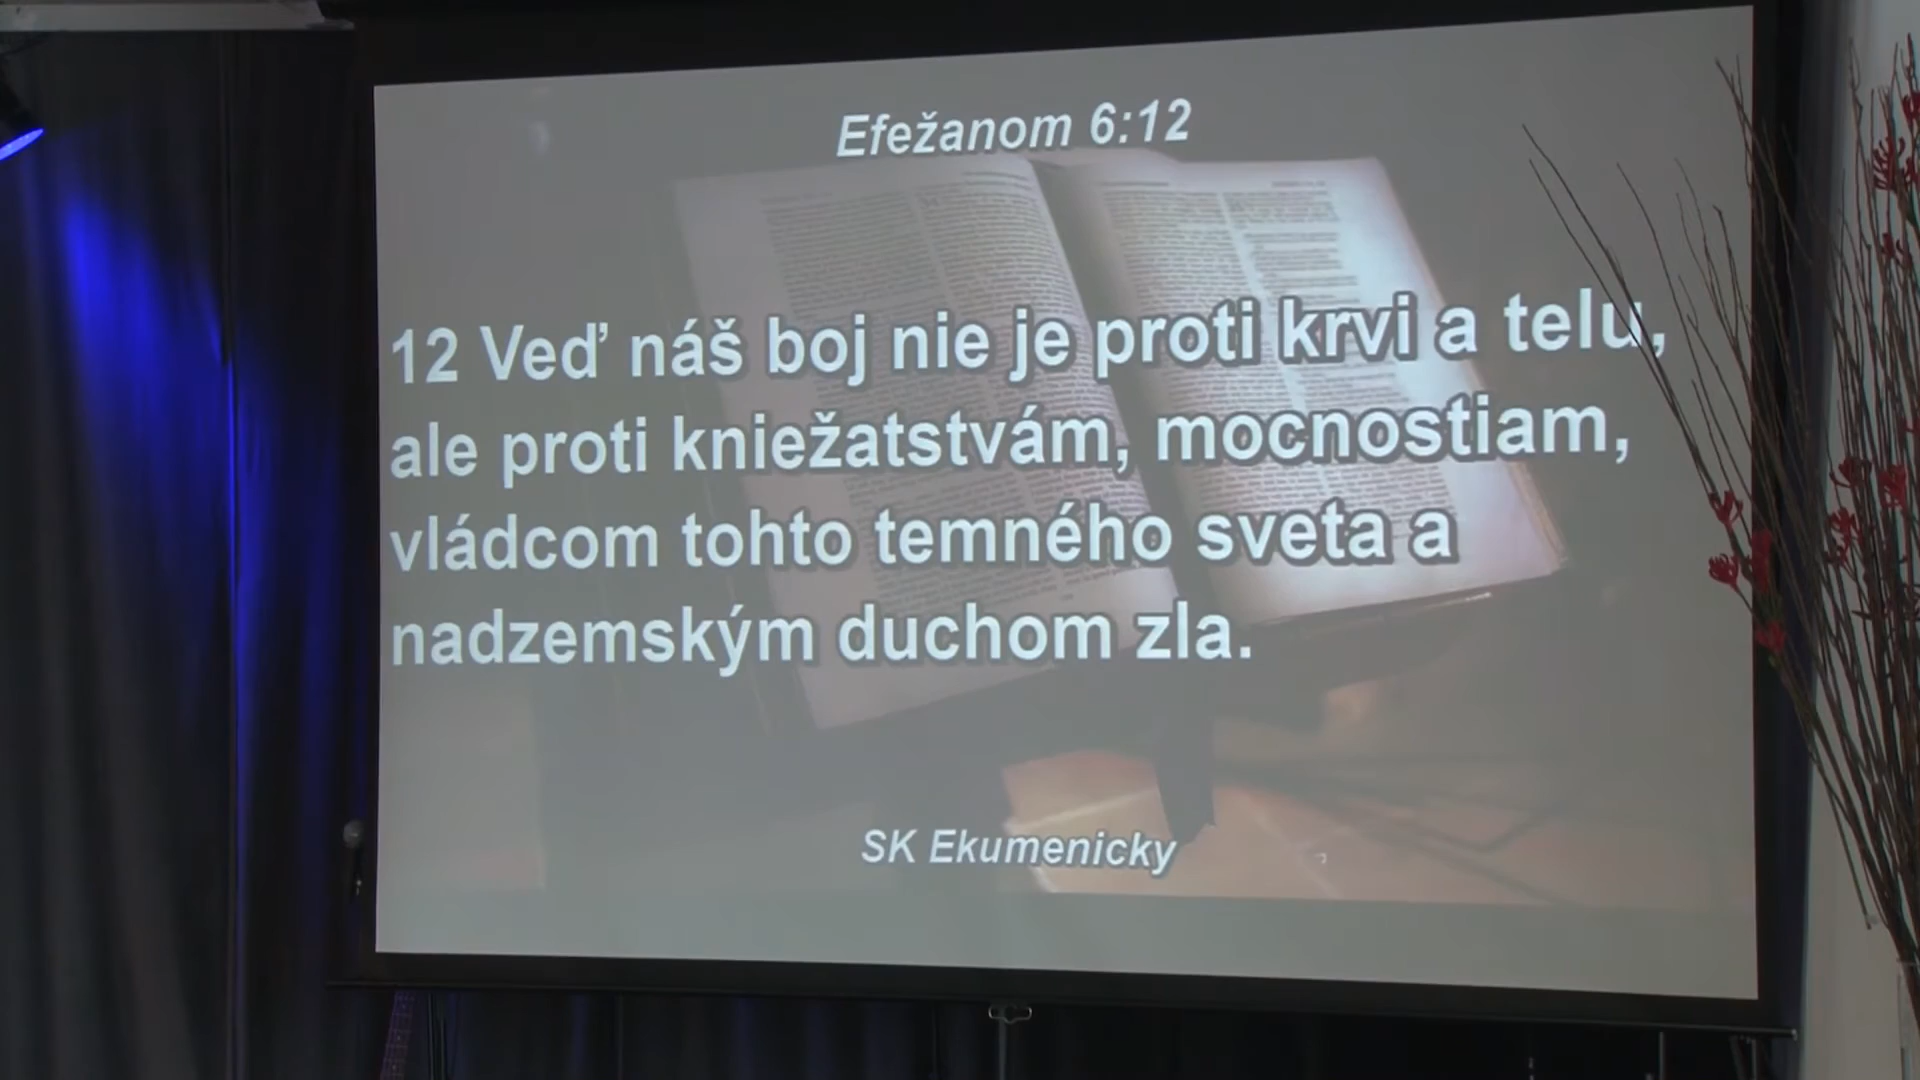 Efežanom 6:12
12 Veď náš boj nie je proti krvi a telu,
ale proti kniežatstvám, mocnostiam,
vládcom tohto temného sveta a
nadzemským duchom zla.
SK Ekumenicky